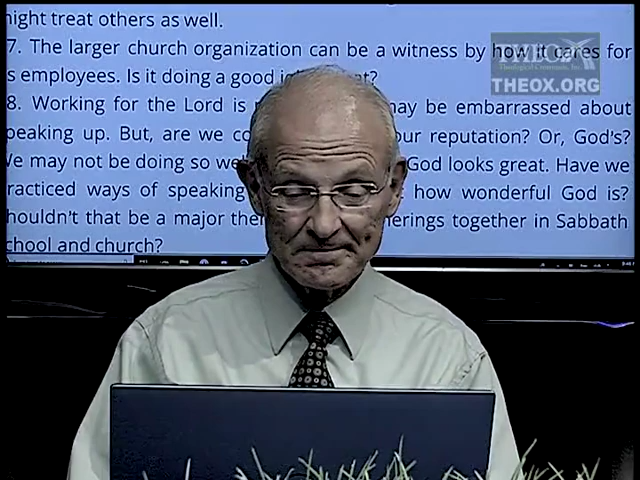 night treat others as well.
7. The larger church organization can be a witness by how it cares for
s employees. Is it doing a good
8. Working for the Lord is may be embarrassed about
peaking up. But, are we our reputation? Or, God's?
We may not be doing so God looks great. Have we
racticed ways of speaking how wonderful God is?
houldn't that be a major together in Sabbath
chool and church?
THEOX.ORG